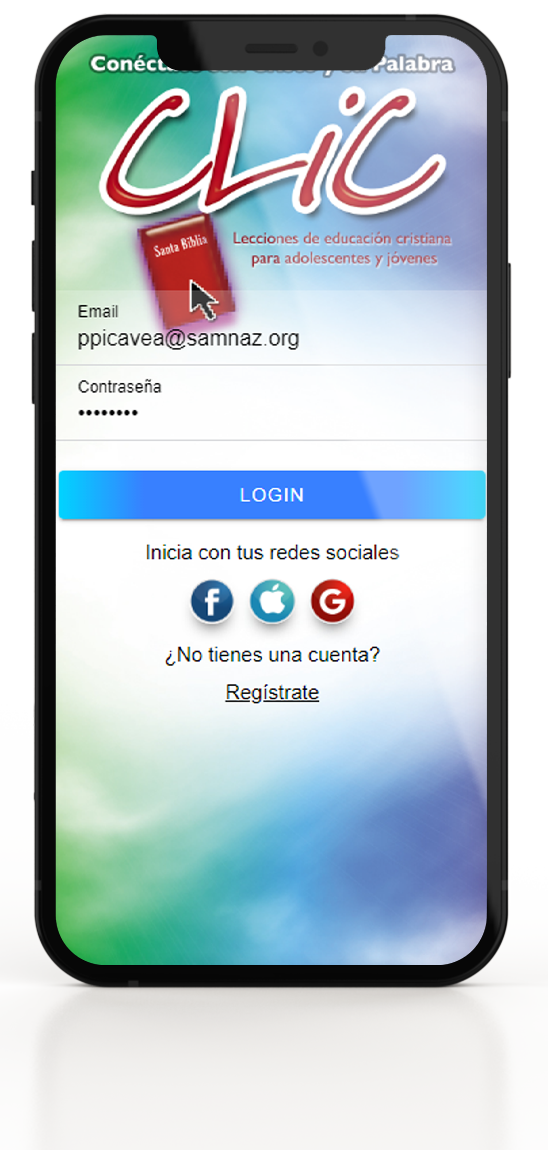 Conéct y Palabra
CLiC
Santa Biblia
Lecciones de educación cristiana
para adolescentes y jóvenes
Email
ppicavea@samnaz.org
Contraseña
••••••••
LOGIN
Inicia con tus redes sociales
f G
¿No tienes una cuenta?
Regístrate